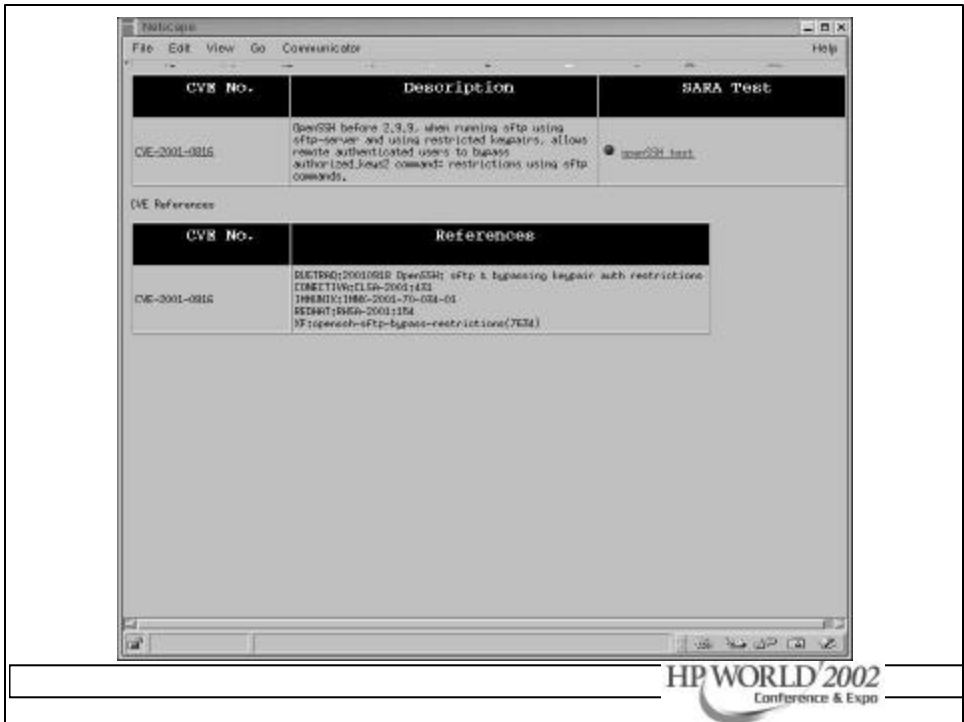 Netscape
File Edit View Go Communicator Help
CVE No. Description SARA Test
CVE-2001-0816
OpenSSH before 2.9.9, when running sftp using
sftp-server and using restricted keypairs, allows
remote authenticated users to bypass
authorized_keys2 command= restrictions using sftp
commands.
openSSH test
CVE References
CVE No. References
CVE-2001-0816
BUGTRAQ:20010918 OpenSSH: sftp & bypassing keypair auth restrictions
CONECTIVA:CLSA-2001:431
IMMUNIX:IMNX-2001-70-034-01
REDHAT:RHSA-2001:154
XF:openssh-sftp-bypass-restrictions(7634)
HP WORLD'2002
Conference & Expo